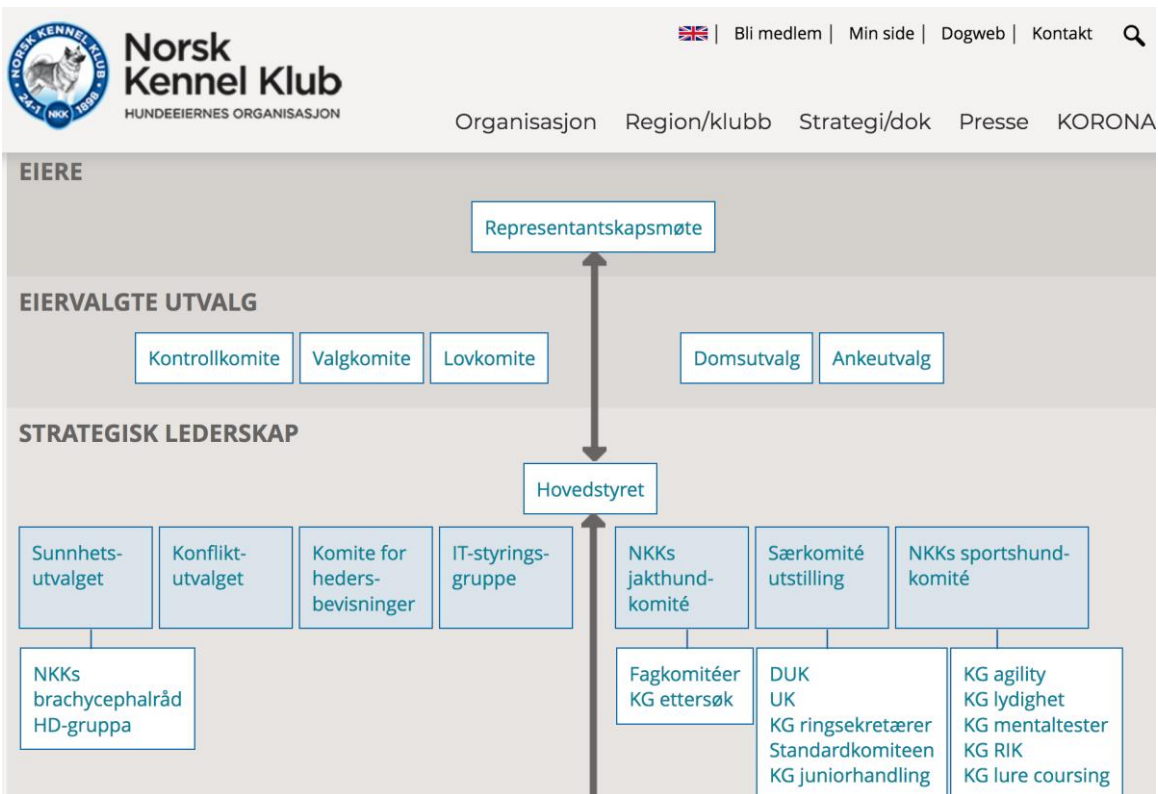 NORSK KENNEL KLUB
24-1 NKK 1898
Norsk
Kennel Klub
HUNDEEIERNES ORGANISASJON
| Bli medlem | Min side | Dogweb | Kontakt
Organisasjon Region/klubb Strategi/dok Presse KORONA
EIERE
Representantskapsmøte
EIERVALGTE UTVALG
Kontrollkomite Valgkomite Lovkomite Domsutvalg Ankeutvalg
STRATEGISK LEDERSKAP
Hovedstyret
Sunnhets-
utvalget
Konflikt-
utvalget
Komite for
heders-
bevisninger
IT-styrings-
gruppe
NKKs
jakthund-
komité
Særkomité
utstilling
NKKs sportshund-
komité
NKKs
brachycephalråd
HD-gruppa
Fagkomitéer
KG ettersøk
DUK
UK
KG ringsekretærer
Standardkomiteen
KG juniorhandling
KG agility
KG lydighet
KG mentaltester
KG RIK
KG lure coursing